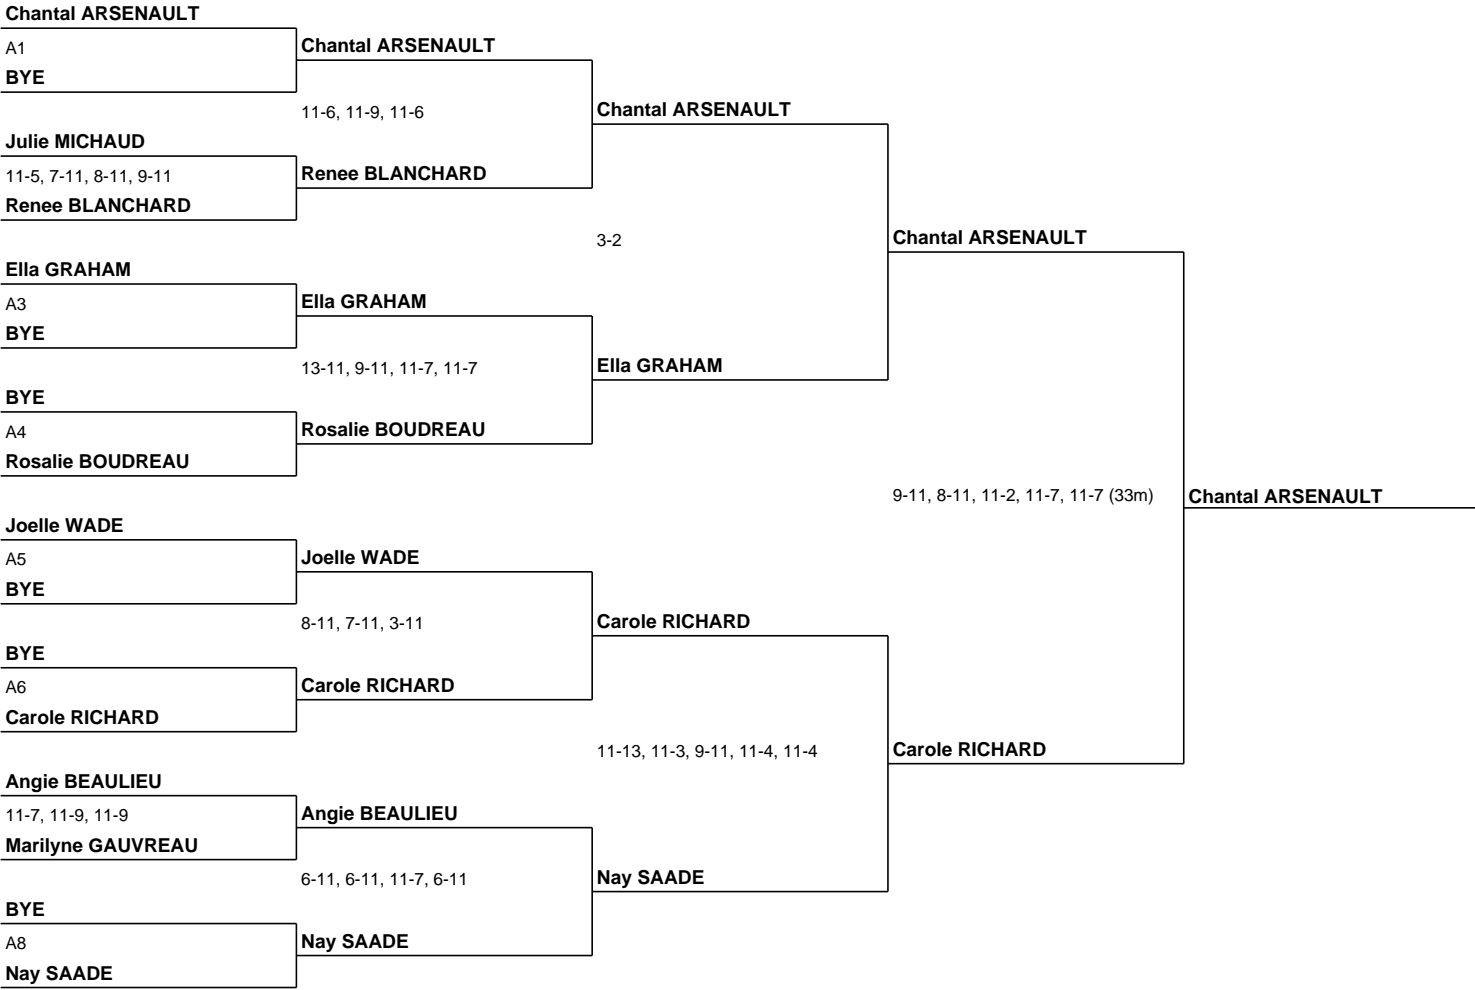 Chantal ARSENAULT
A1
BYE
Julie MICHAUD
11-5, 7-11, 8-11, 9-11
Renee BLANCHARD
Ella GRAHAM
A3
BYE
BYE
A4
Rosalie BOUDREAU
Joelle WADE
A5
BYE
BYE
A6
Carole RICHARD
Angie BEAULIEU
11-7, 11-9, 11-9
Marilyne GAUVREAU
BYE
A8
Nay SAADE
Chantal ARSENAULT
11-6, 11-9, 11-6
Renee BLANCHARD
Ella GRAHAM
13-11, 9-11, 11-7, 11-7
Rosalie BOUDREAU
Joelle WADE
8-11, 7-11, 3-11
Carole RICHARD
Angie BEAULIEU
6-11, 6-11, 11-7, 6-11
Nay SAADE
Chantal ARSENAULT
3-2
Ella GRAHAM
Carole RICHARD
11-13, 11-3, 9-11, 11-4, 11-4
Nay SAADE
Chantal ARSENAULT
9-11, 8-11, 11-2, 11-7, 11-7 (33m)
Carole RICHARD
Chantal ARSENAULT